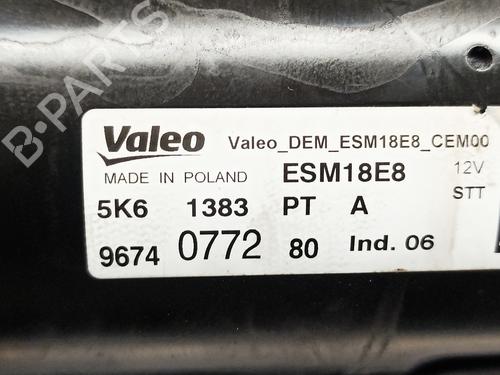 B-PARTS
Valeo Valeo_DEM_ESM18E8_CEM00
MADE IN POLAND ESM18E8 12V
5K6 1383 PT A STT
9674 0772 80 Ind. 06